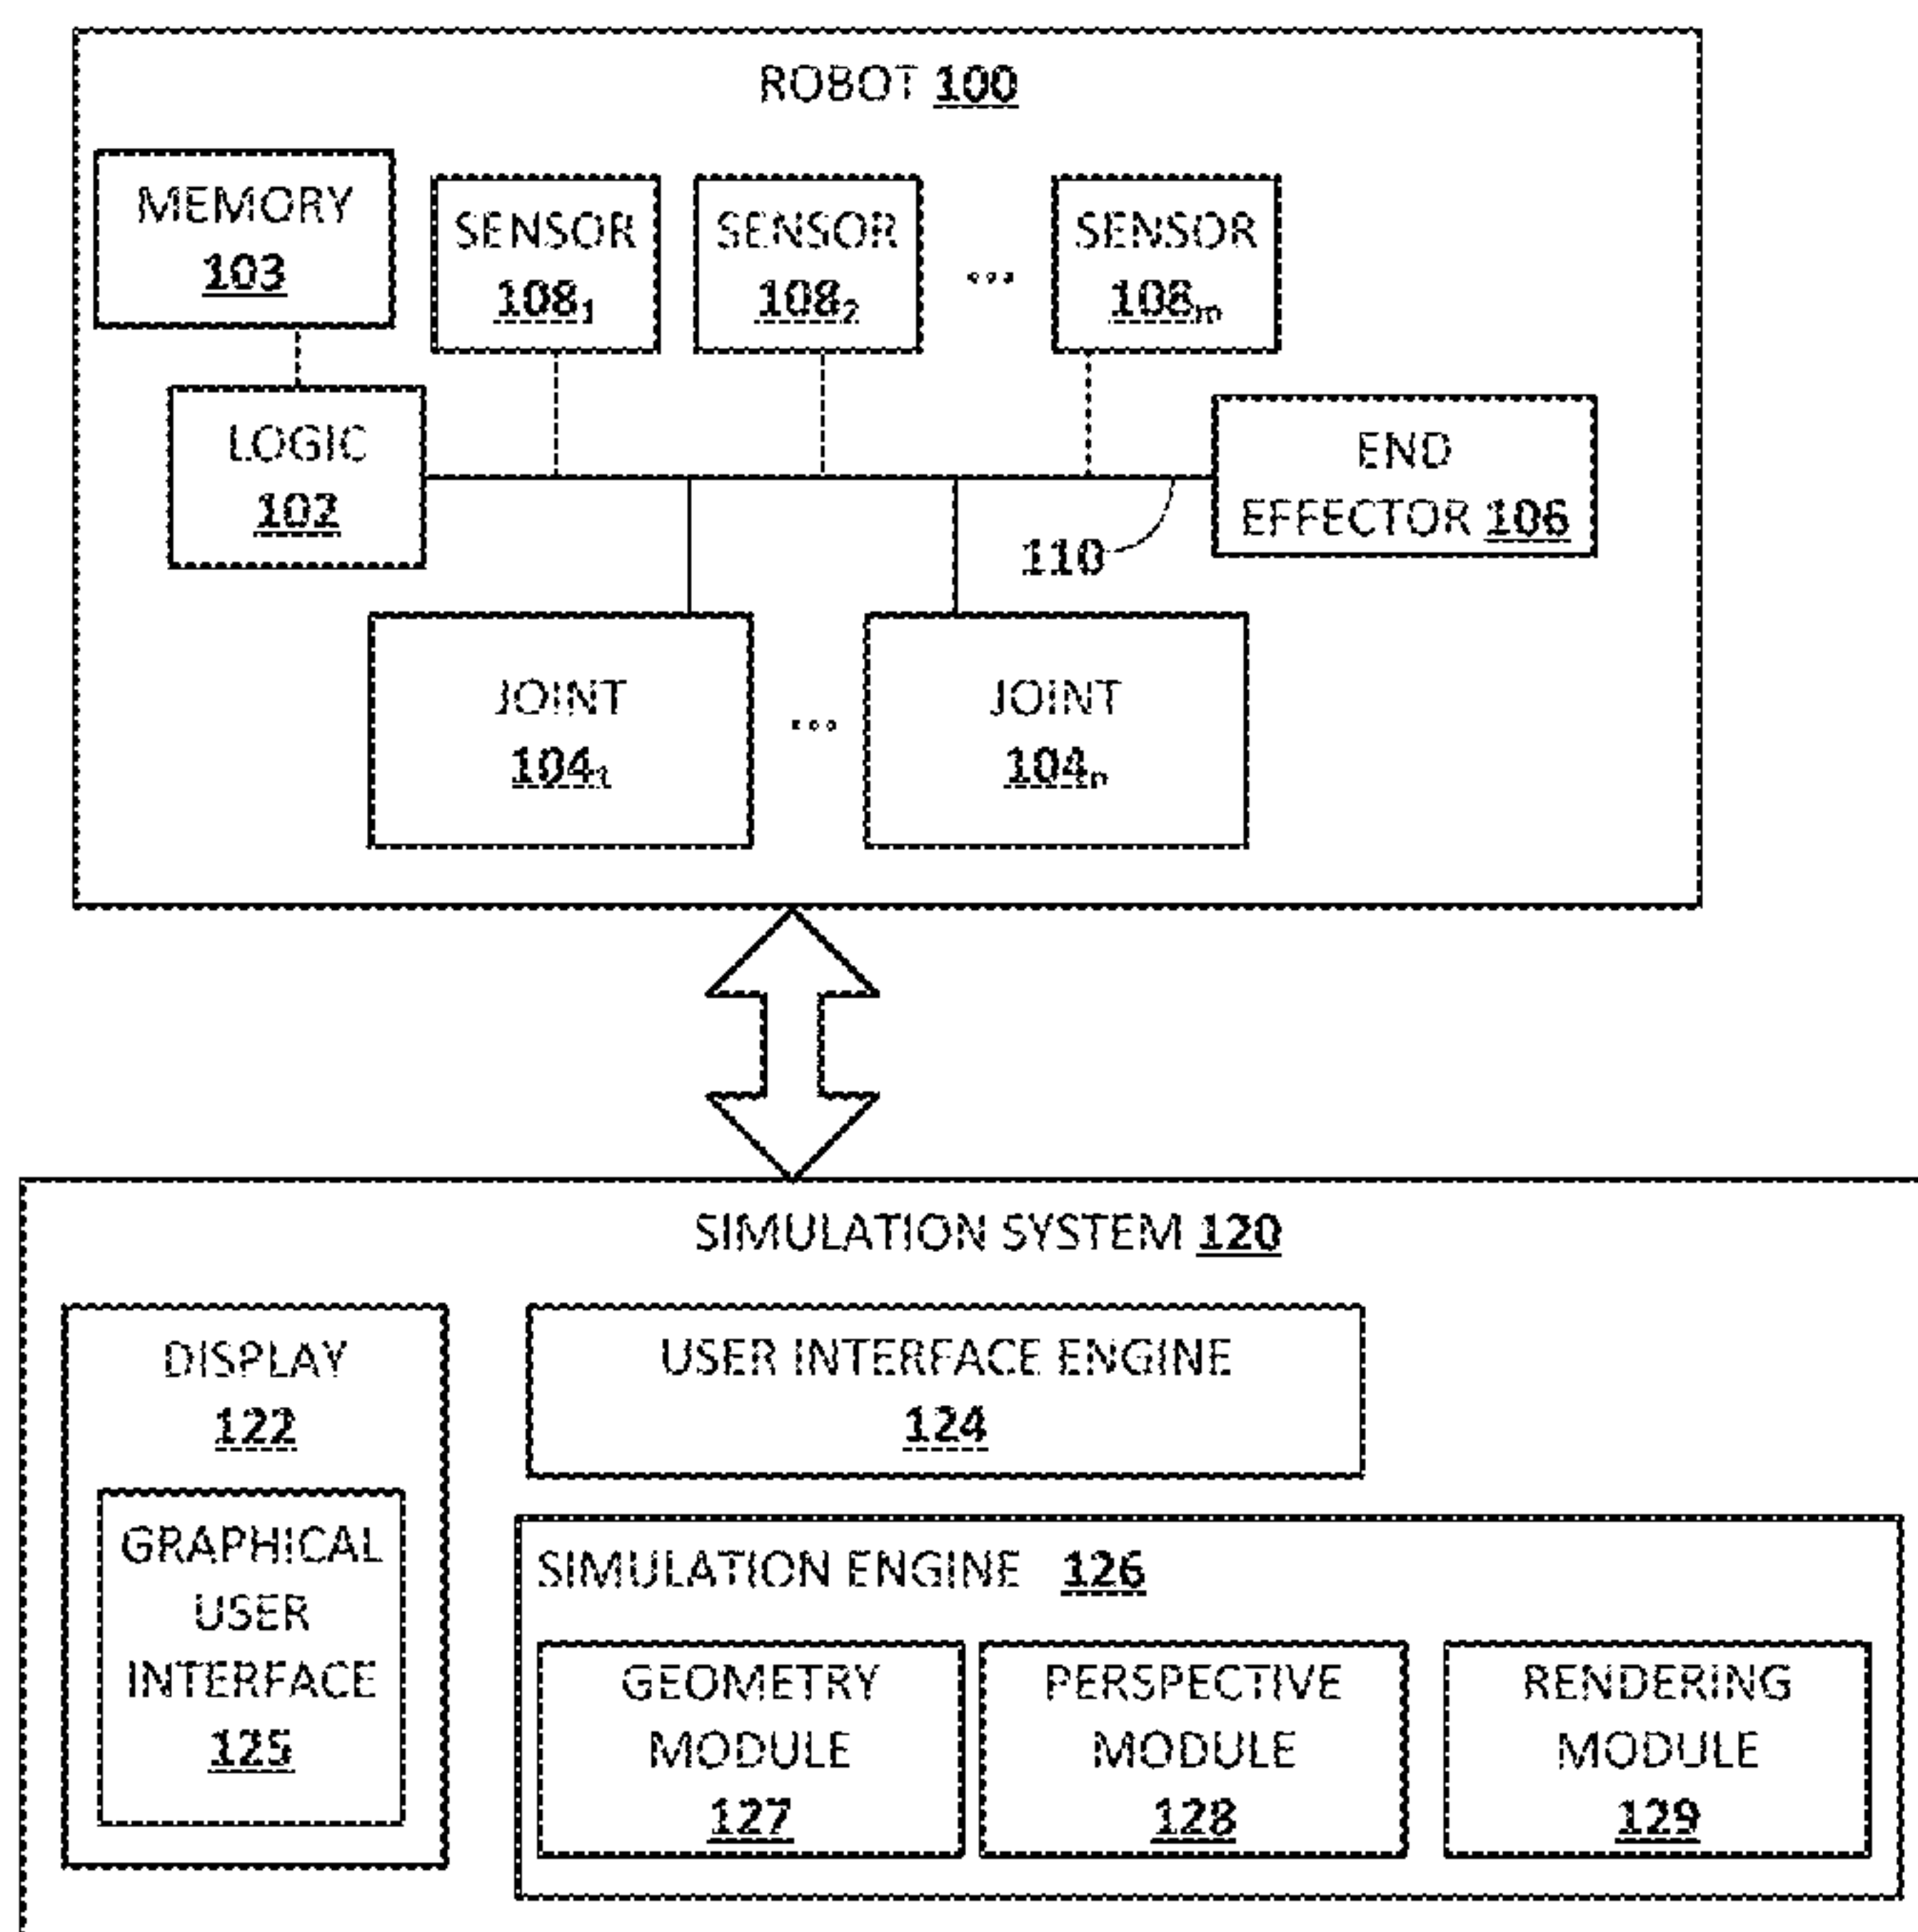 ROBOT 100
MEMORY
103
SENSOR
108₁
SENSOR
108₂
...
SENSOR
108ₘ
LOGIC
102
END
EFFECTOR 106
110
JOINT
104₁
...
JOINT
104ₙ
SIMULATION SYSTEM 120
DISPLAY
122
GRAPHICAL
USER
INTERFACE
125
USER INTERFACE ENGINE
124
SIMULATION ENGINE 126
GEOMETRY
MODULE
127
PERSPECTIVE
MODULE
128
RENDERING
MODULE
129